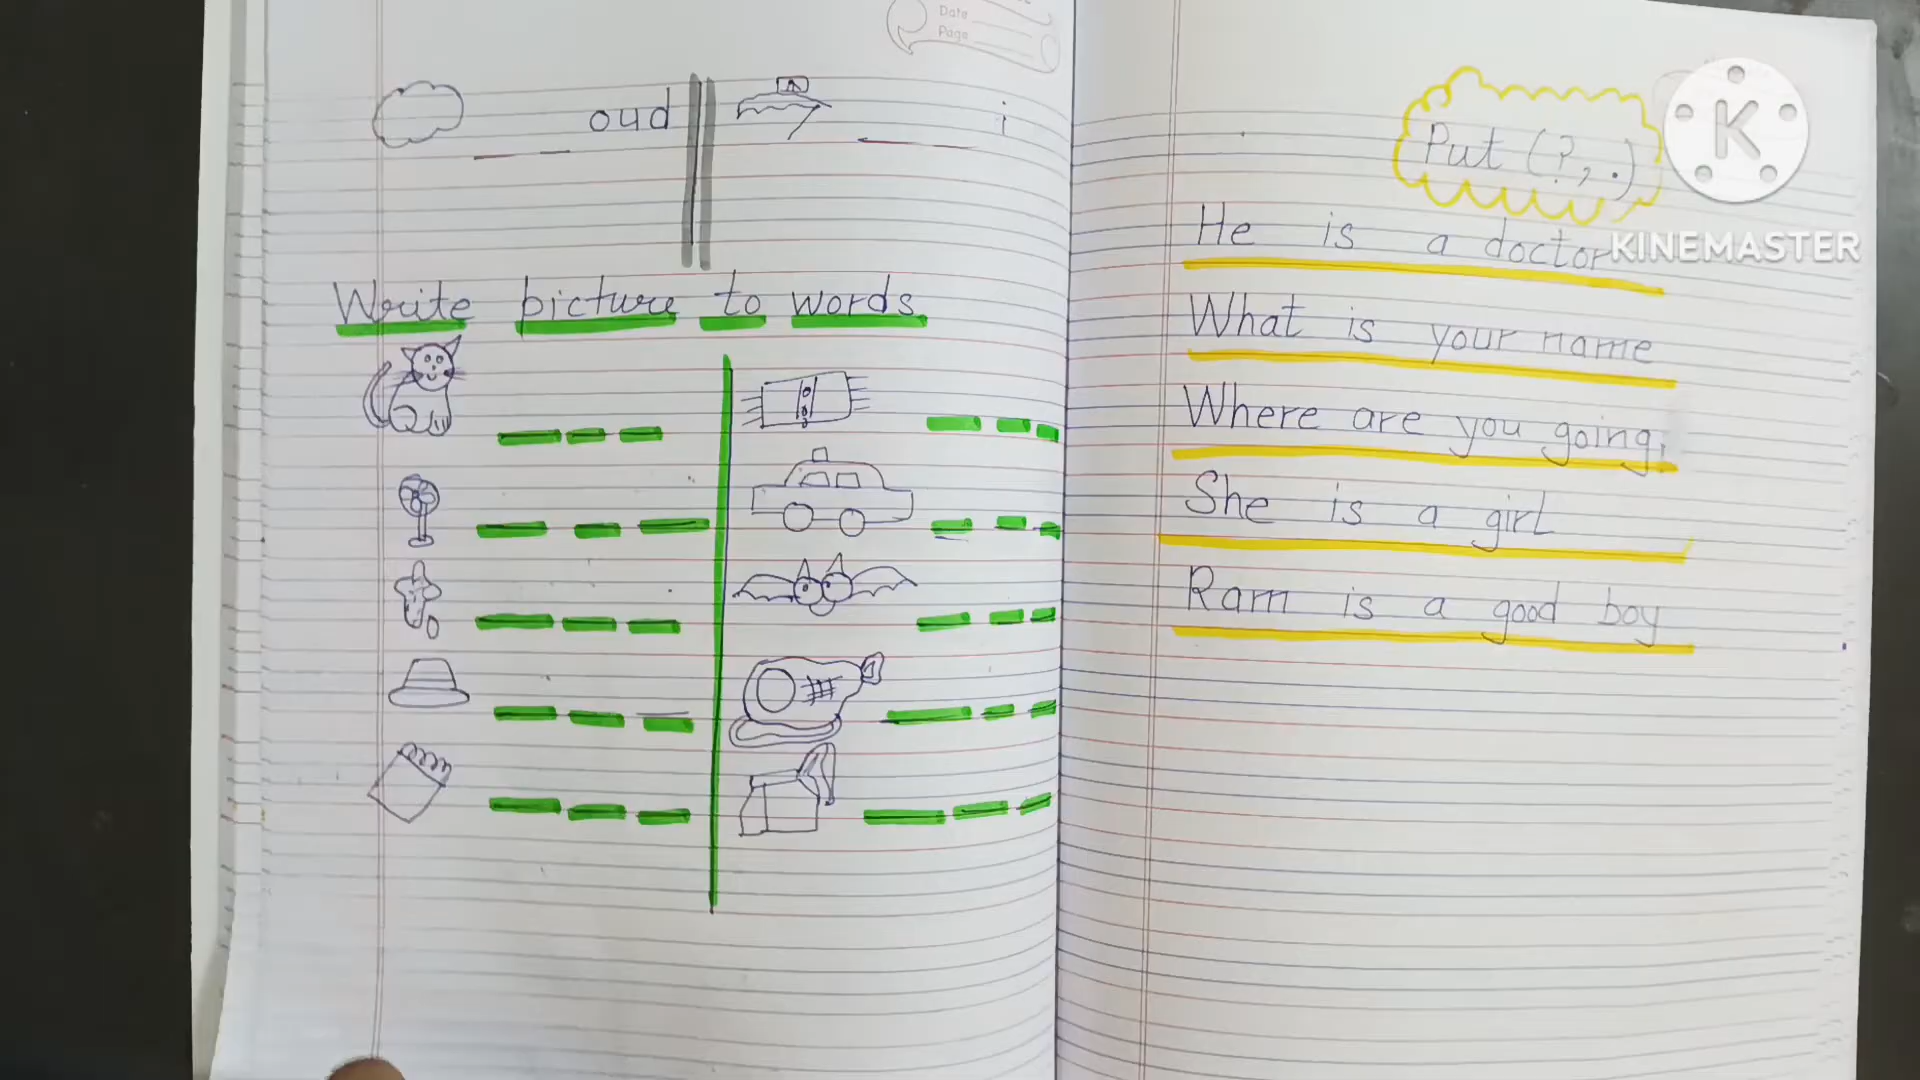 Date
Page
oud
i
Write picture to words
Put (?, .)
He is a doctor
What is your name
Where are you going.
She is a girl
Ram is a good boy
K
KINEMASTER